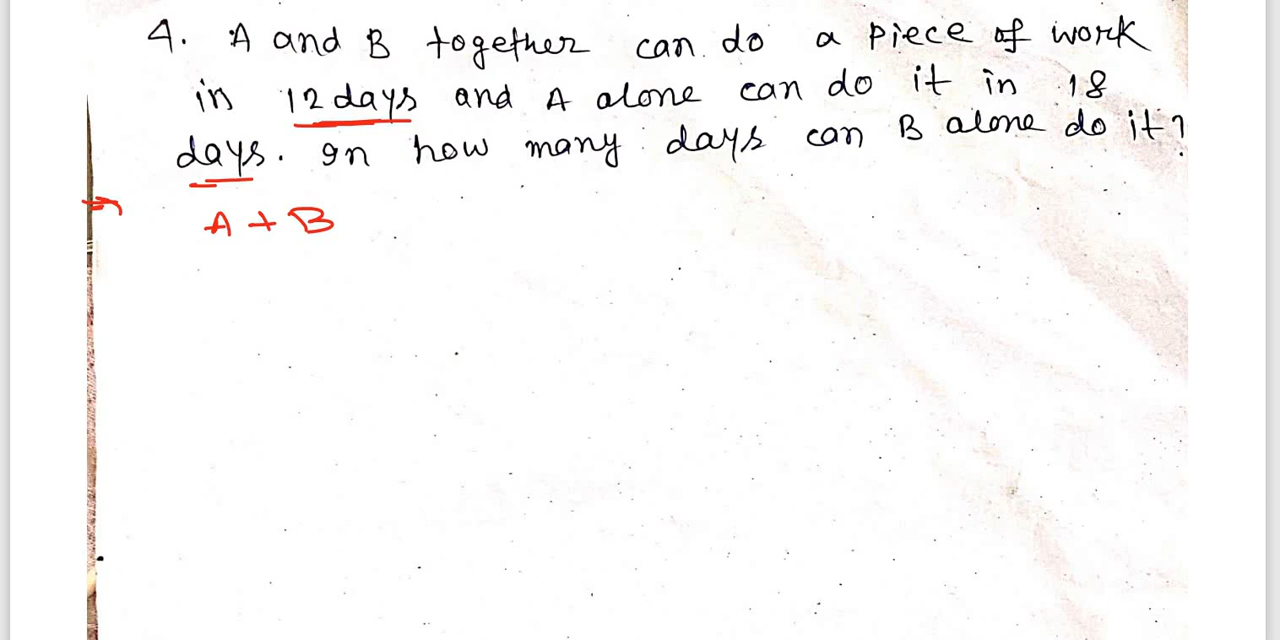 4. A and B together can do a piece of work
in 12 days and A alone can do it in 18
days. In how many days can B alone do it?
A + B